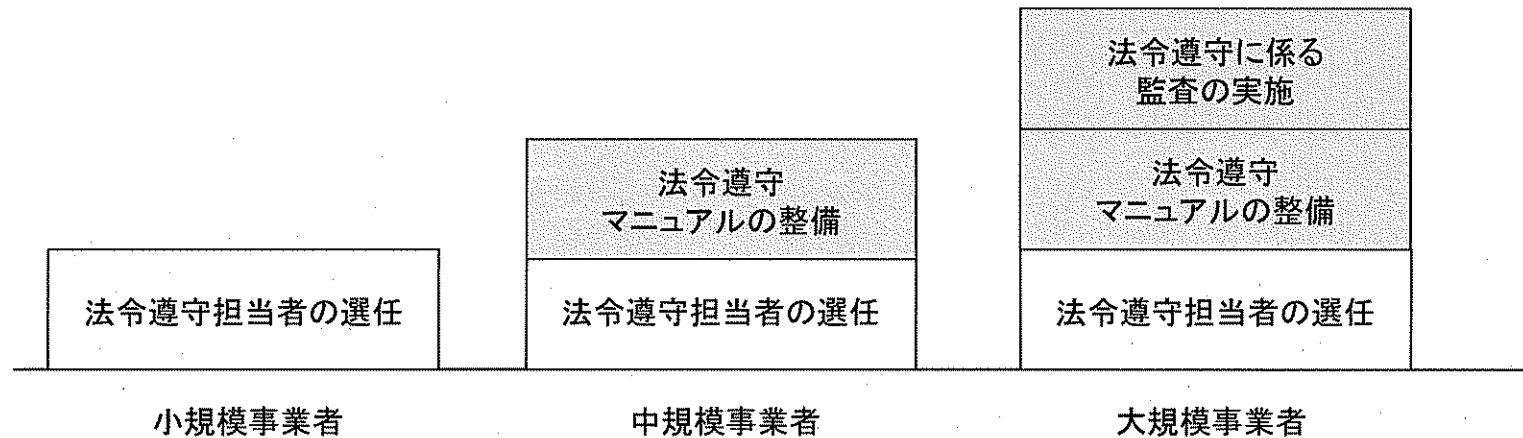 法令遵守に係る
監査の実施
法令遵守
マニュアルの整備
法令遵守
マニュアルの整備
法令遵守担当者の選任
法令遵守担当者の選任
法令遵守担当者の選任
小規模事業者
中規模事業者
大規模事業者